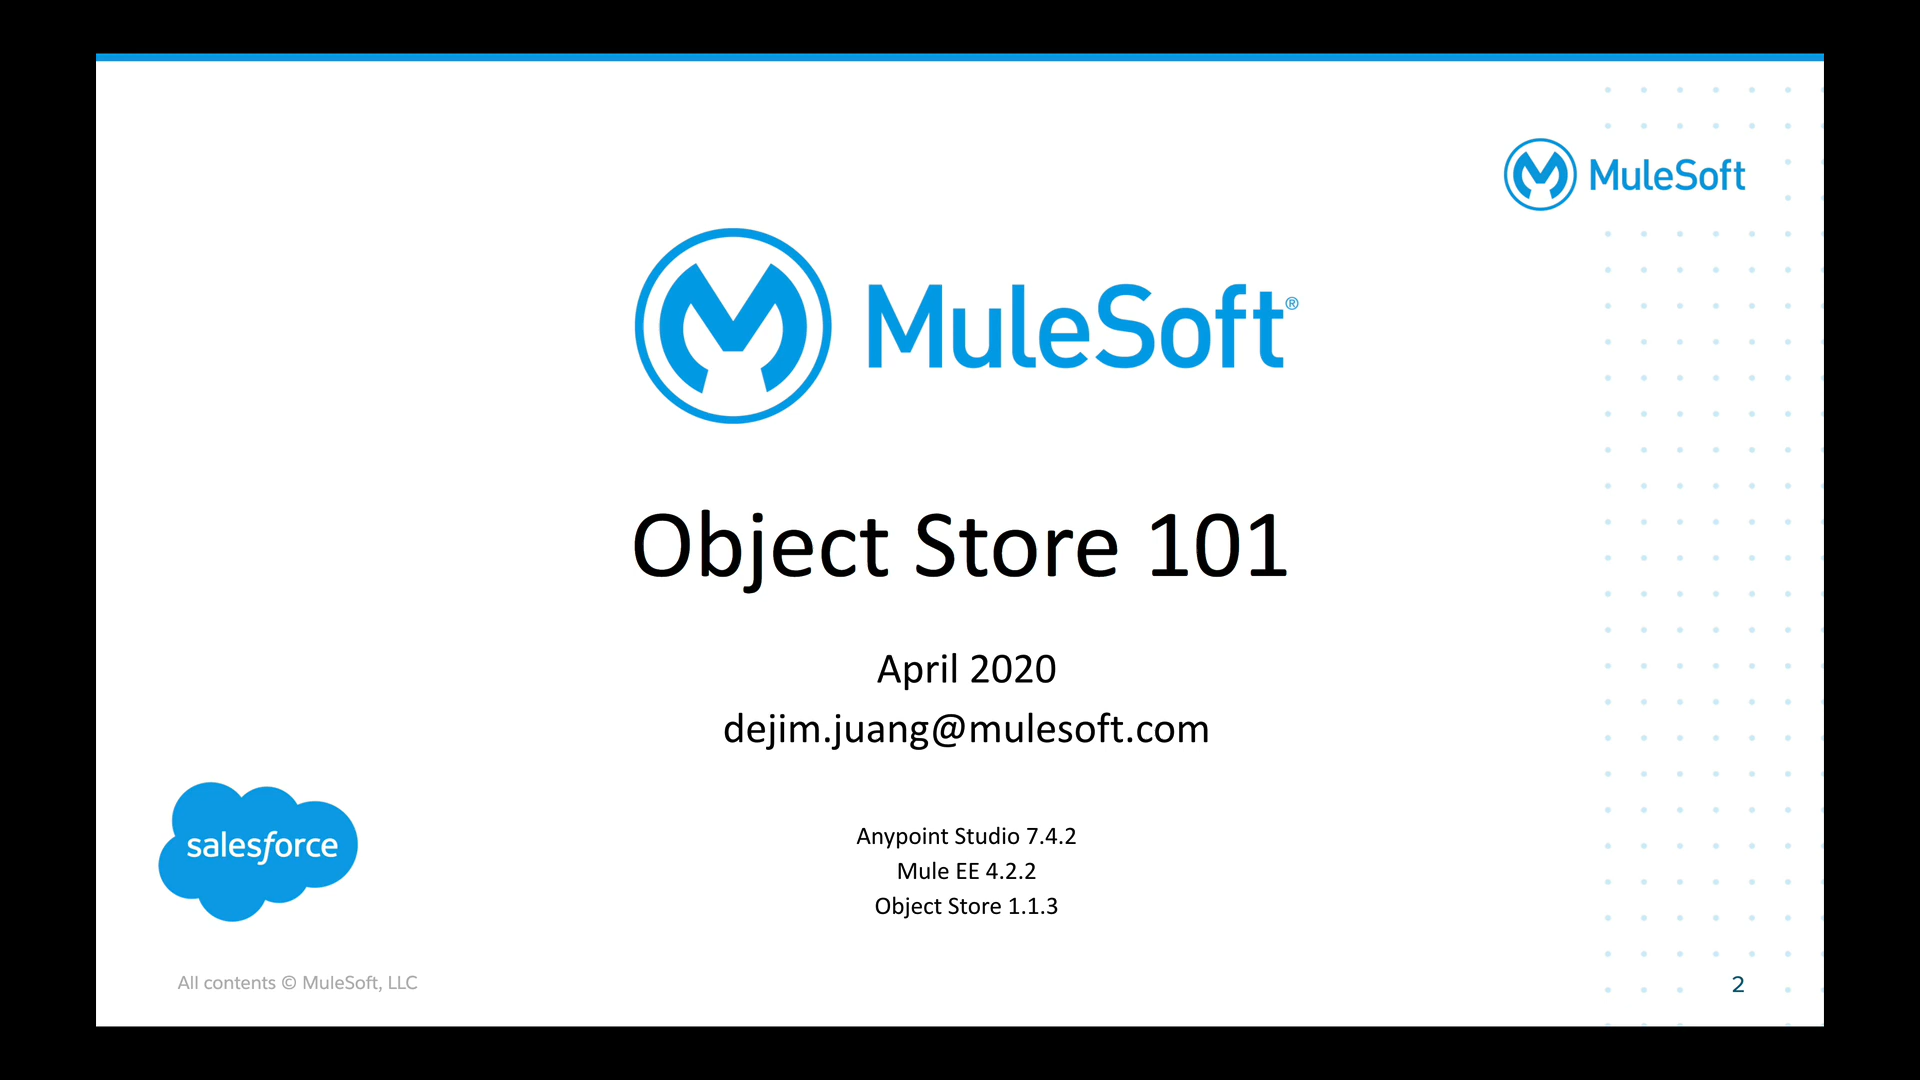 MuleSoft
MuleSoft®
Object Store 101
April 2020
dejim.juang@mulesoft.com
salesforce
Anypoint Studio 7.4.2
Mule EE 4.2.2
Object Store 1.1.3
All contents © MuleSoft, LLC
2